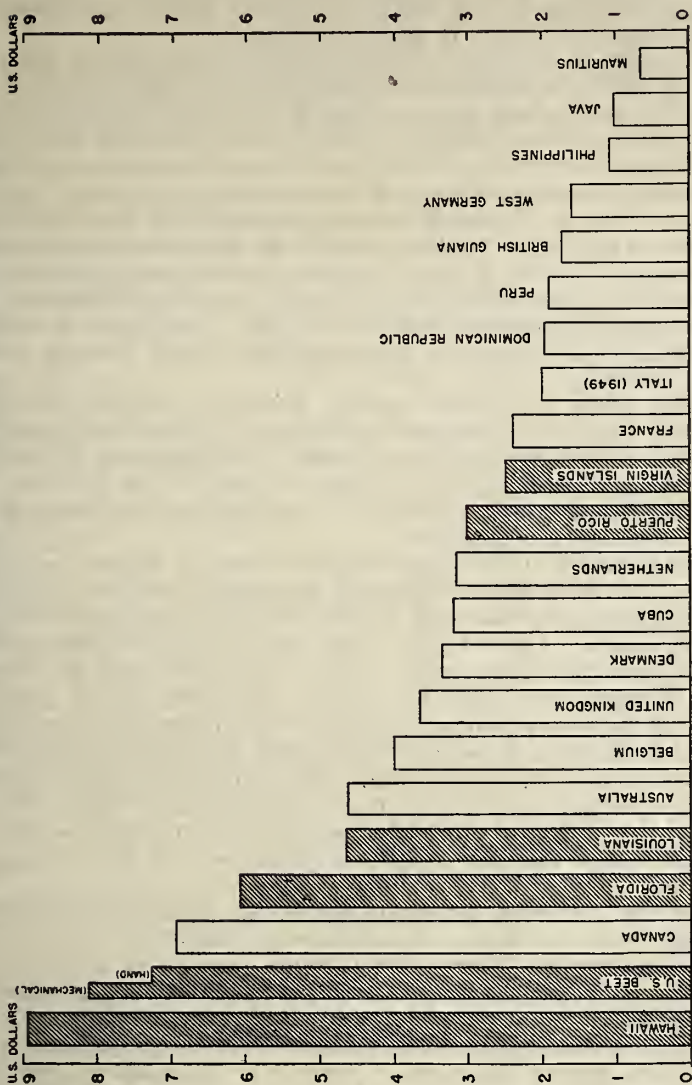 U.S. DOLLARS
9
8
7
6
5
4
3
2
1
0
MAURITIUS
JAVA
PHILIPPINES
WEST GERMANY
BRITISH GUIANA
PERU
DOMINICAN REPUBLIC
ITALY (1949)
FRANCE
VIRGIN ISLANDS
PUERTO RICO
NETHERLANDS
CUBA
DENMARK
UNITED KINGDOM
BELGIUM
AUSTRALIA
LOUISIANA
FLORIDA
CANADA
(MECHANICAL)
(HAND)
U.S. BEET
HAWAII
U.S. DOLLARS
9
8
7
6
5
4
3
2
1
0